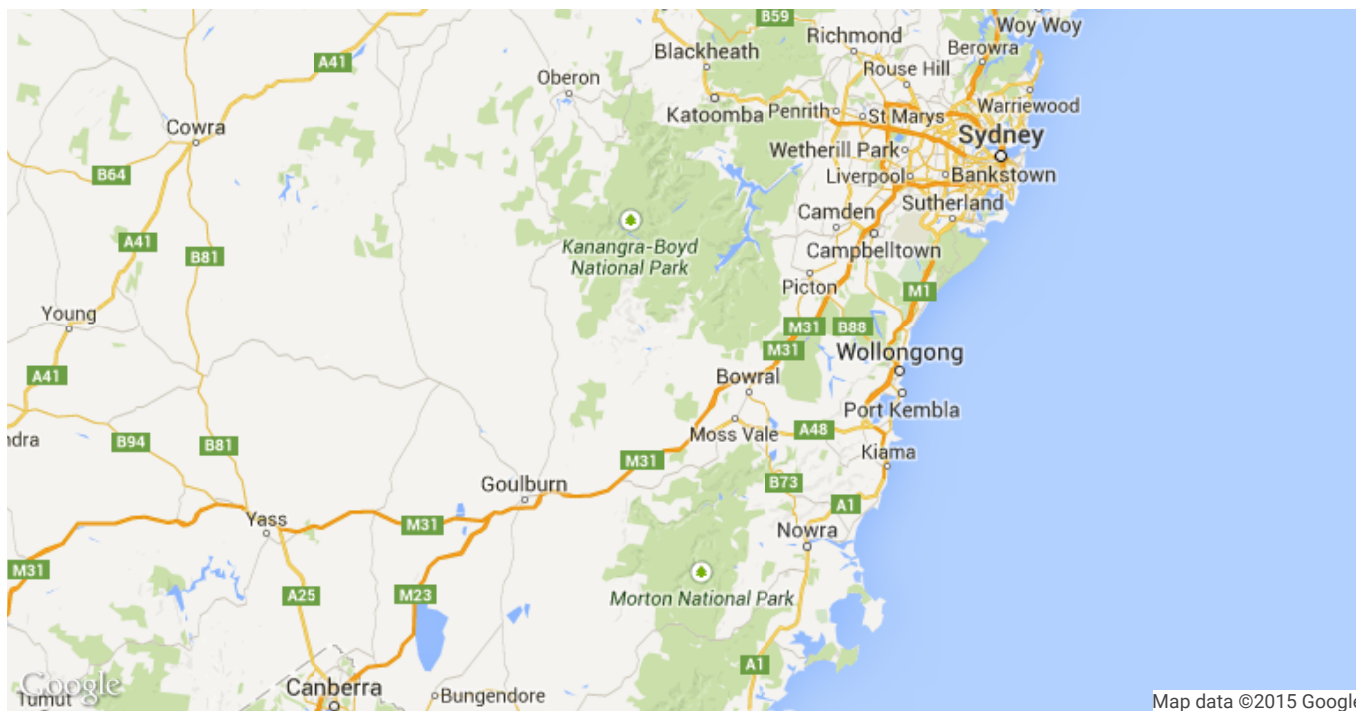 B59
Woy Woy
Richmond
Berowra
Blackheath
A41
Rouse Hill
Oberon
Warriewood
Katoomba
Penrith
St Marys
Cowra
Sydney
Wetherill Park
B64
Liverpool
Bankstown
Sutherland
Camden
A41
Kanangra-Boyd
National Park
Campbelltown
B81
Picton
M1
Young
M31
B88
M31
Wollongong
A41
Bowral
Port Kembla
ndra
B94
B81
Moss Vale
A48
Kiama
M31
Goulburn
B73
A1
Yass
M31
Nowra
M31
A25
M23
Morton National Park
A1
Google
Canberra
Bungendore
Tumut
Map data ©2015 Google